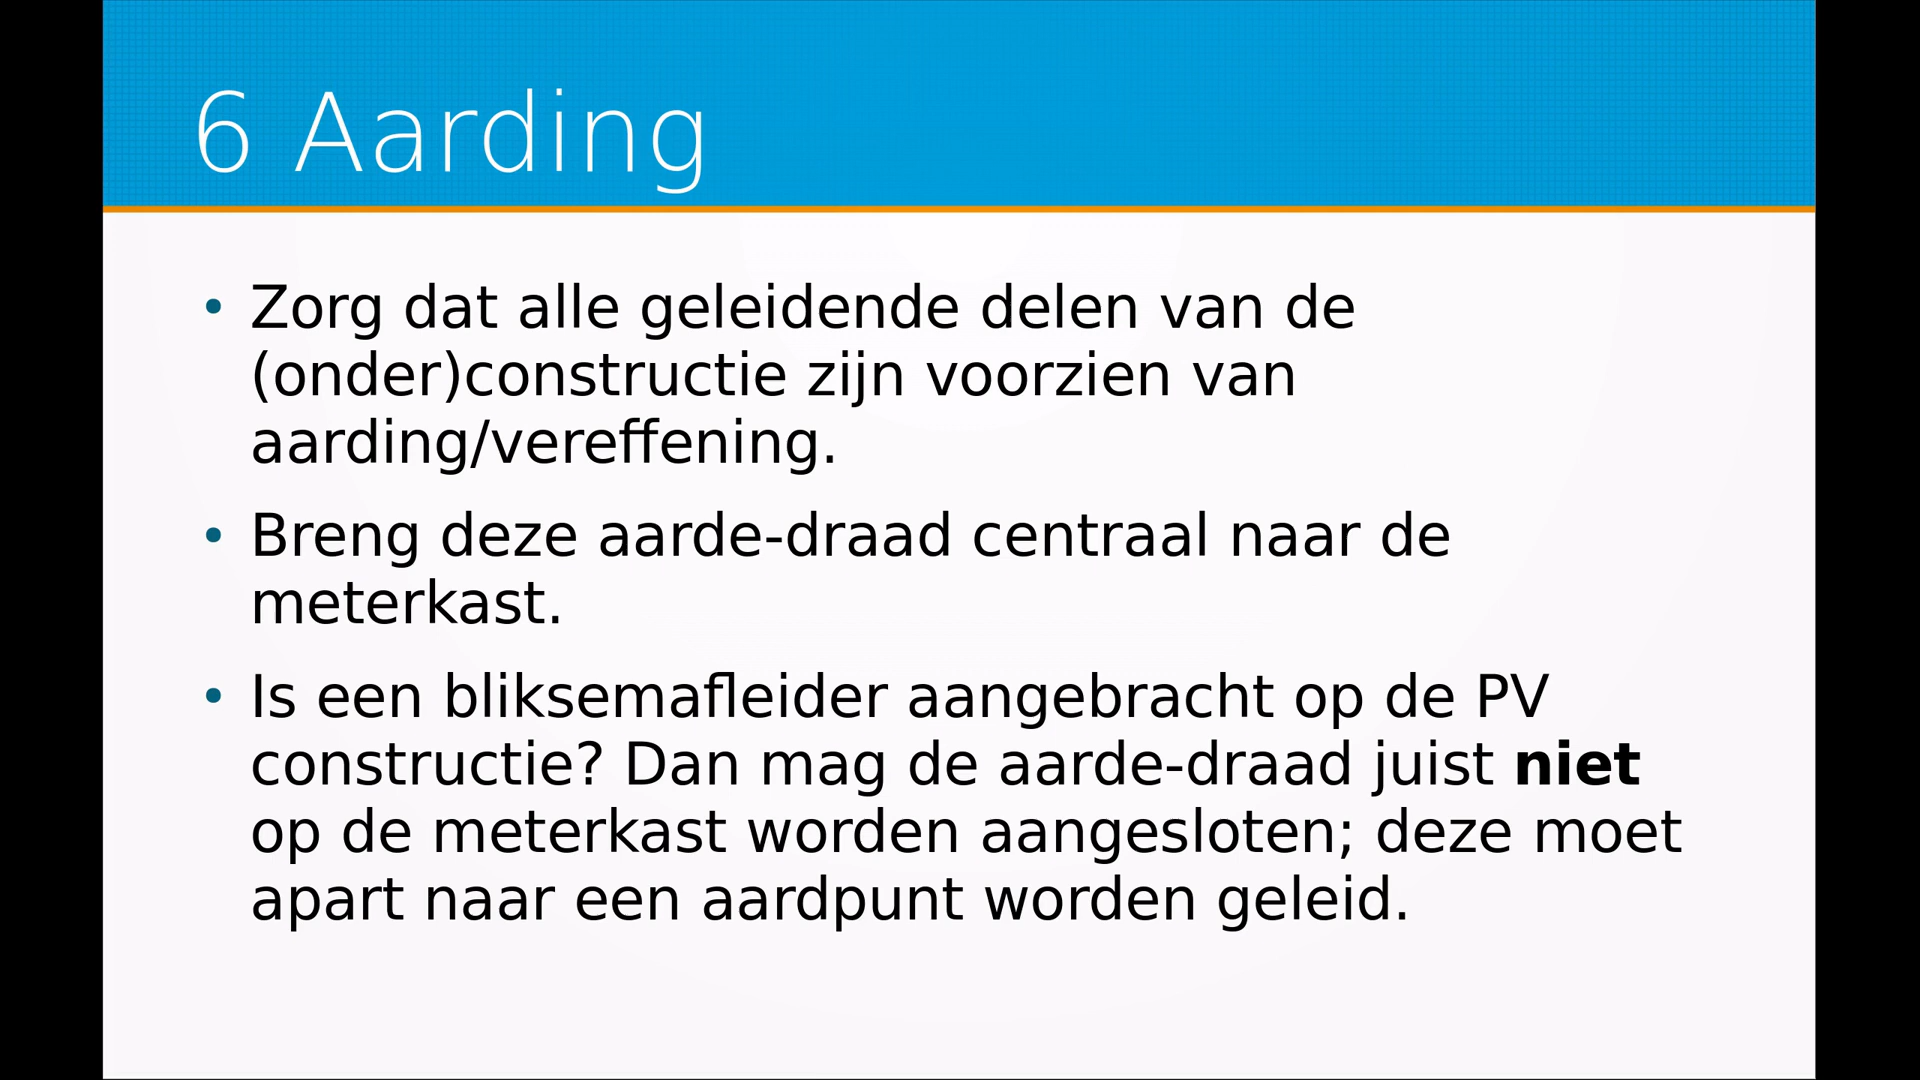 6 Aarding
• Zorg dat alle geleidende delen van de
(onder)constructie zijn voorzien van
aarding/vereffening.
• Breng deze aarde-draad centraal naar de
meterkast.
• Is een bliksemafleider aangebracht op de PV
constructie? Dan mag de aarde-draad juist niet
op de meterkast worden aangesloten; deze moet
apart naar een aardpunt worden geleid.